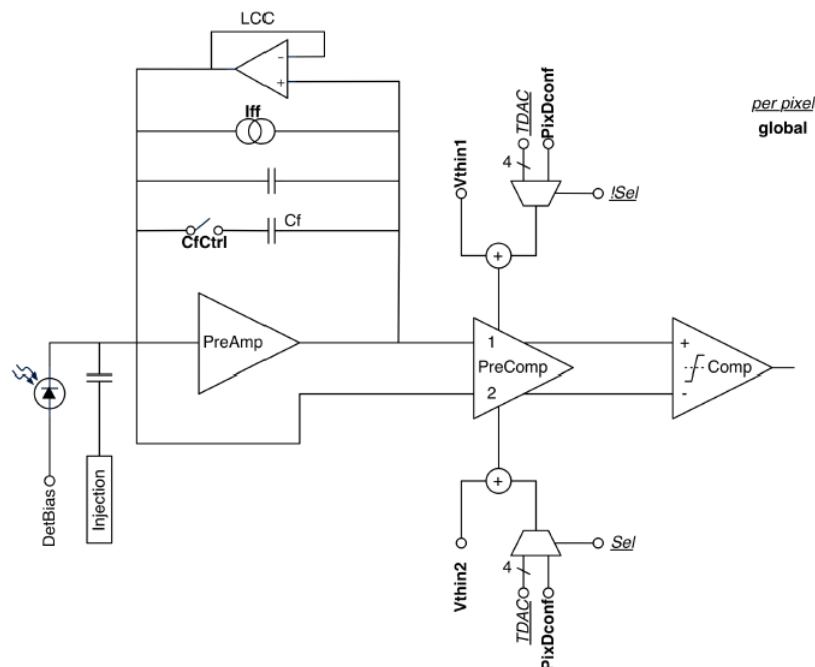 LCC
-
+
Iff
Cf
CfCtrl
PreAmp
DetBias
Injection
Vthin1
TDAC
PixDconf
4
!Sel
+
1
PreComp
2
+
Comp
-
+
Sel
4
Vthin2
TDAC
PixDconf
per pixel
global